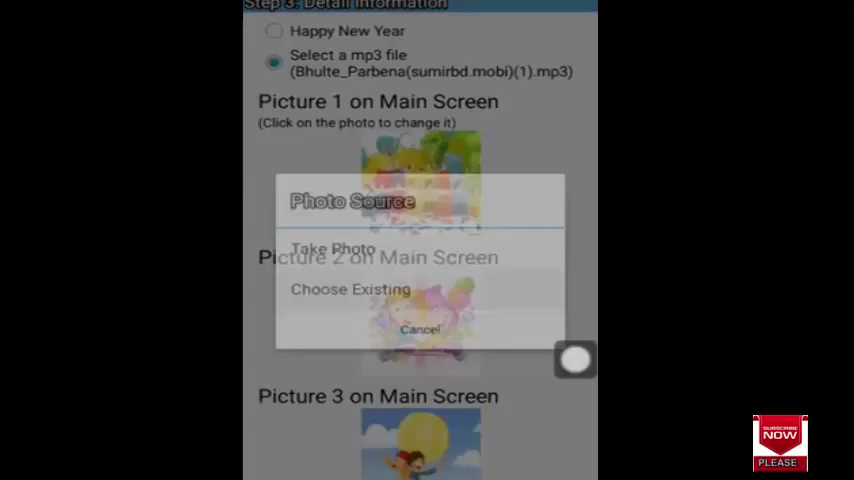 Step 3: Detail Information
Happy New Year
Select a mp3 file
(Bhulte_Parbena(sumirbd.mobi)(1).mp3)
Picture 1 on Main Screen
(Click on the photo to change it)
Photo Source
Take Photo
Picture 2 on Main Screen
Choose Existing
Cancel
Picture 3 on Main Screen
SUBSCRIBE
NOW
PLEASE